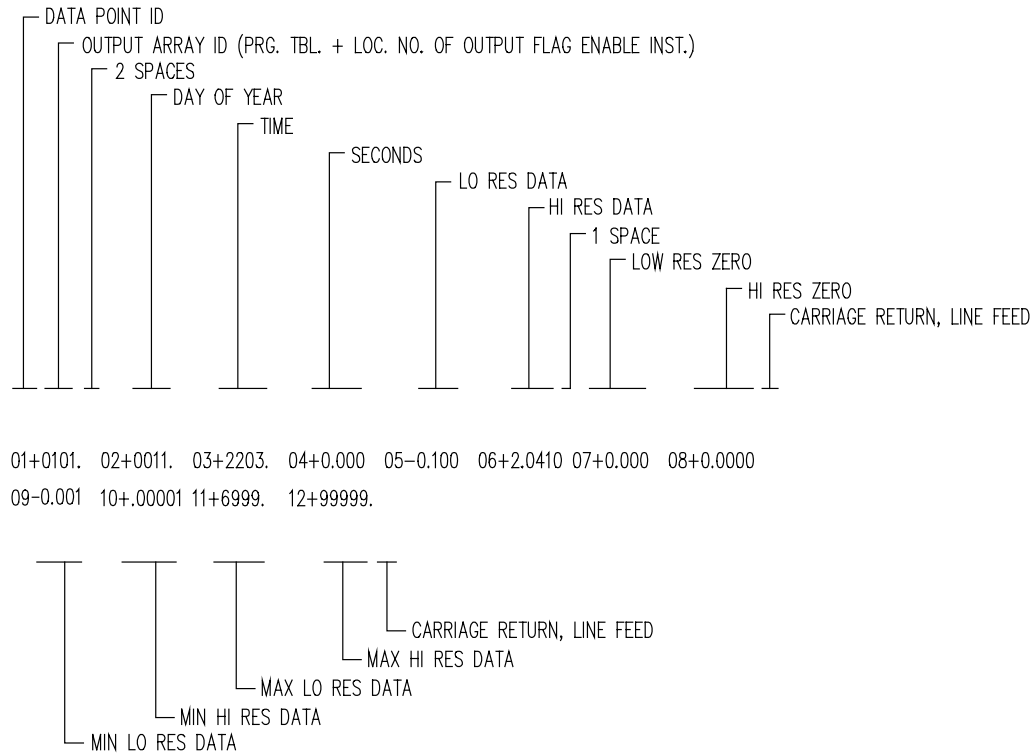 DATA POINT ID
OUTPUT ARRAY ID (PRG. TBL. + LOC. NO. OF OUTPUT FLAG ENABLE INST.)
2 SPACES
DAY OF YEAR
TIME
SECONDS
LO RES DATA
HI RES DATA
1 SPACE
LOW RES ZERO
HI RES ZERO
CARRIAGE RETURN, LINE FEED
01+0101. 02+0011. 03+2203. 04+0.000 05-0.100 06+2.0410 07+0.000 08+0.0000
09-0.001 10+.00001 11+6999. 12+99999.
CARRIAGE RETURN, LINE FEED
MAX HI RES DATA
MAX LO RES DATA
MIN HI RES DATA
MIN LO RES DATA